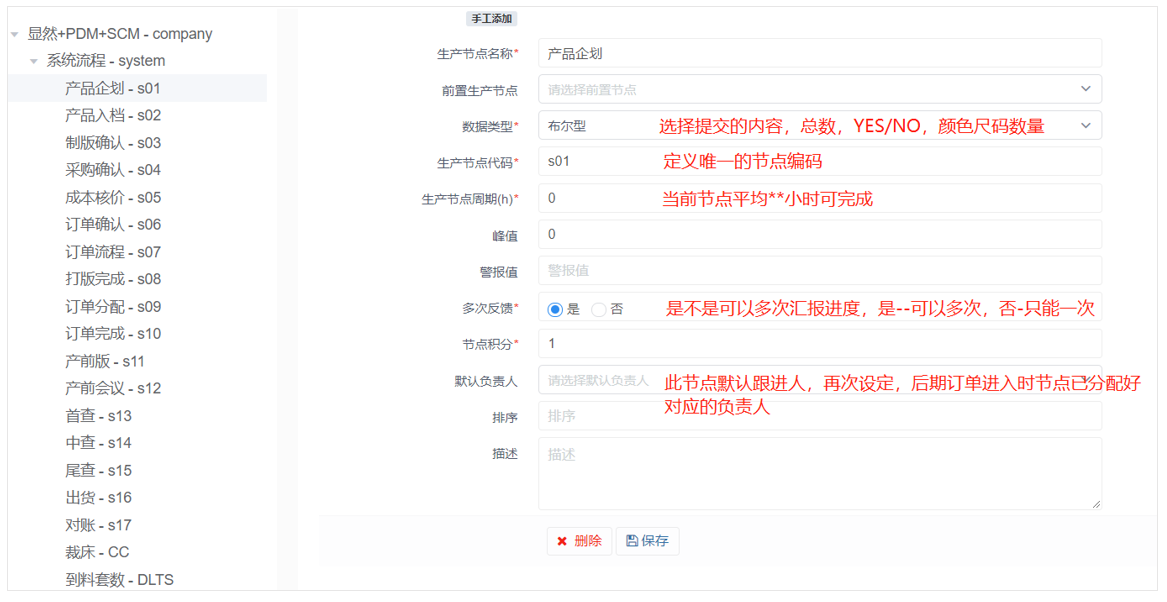 显然+PDM+SCM - company
系统流程 - system
产品企划 - s01
产品入档 - s02
制版确认 - s03
采购确认 - s04
成本核价 - s05
订单确认 - s06
订单流程 - s07
打版完成 - s08
订单分配 - s09
订单完成 - s10
产前版 - s11
产前会议 - s12
首查 - s13
中查 - s14
尾查 - s15
出货 - s16
对账 - s17
裁床 - CC
到料套数 - DLTS
手工添加
生产节点名称* 产品企划
前置生产节点 请选择前置节点
数据类型* 布尔型 选择提交的内容，总数，YES/NO，颜色尺码数量
生产节点代码* s01 定义唯一的节点编码
生产节点周期(h)* 0 当前节点平均**小时可完成
峰值 0
警报值 警报值
多次反馈* 是 否 是不是可以多次汇报进度，是--可以多次，否-只能一次
节点积分* 1
默认负责人 请选择默认负责人 此节点默认跟进人，再次设定，后期订单进入时节点已分配好
对应的负责人
排序 排序
描述 描述
删除 保存